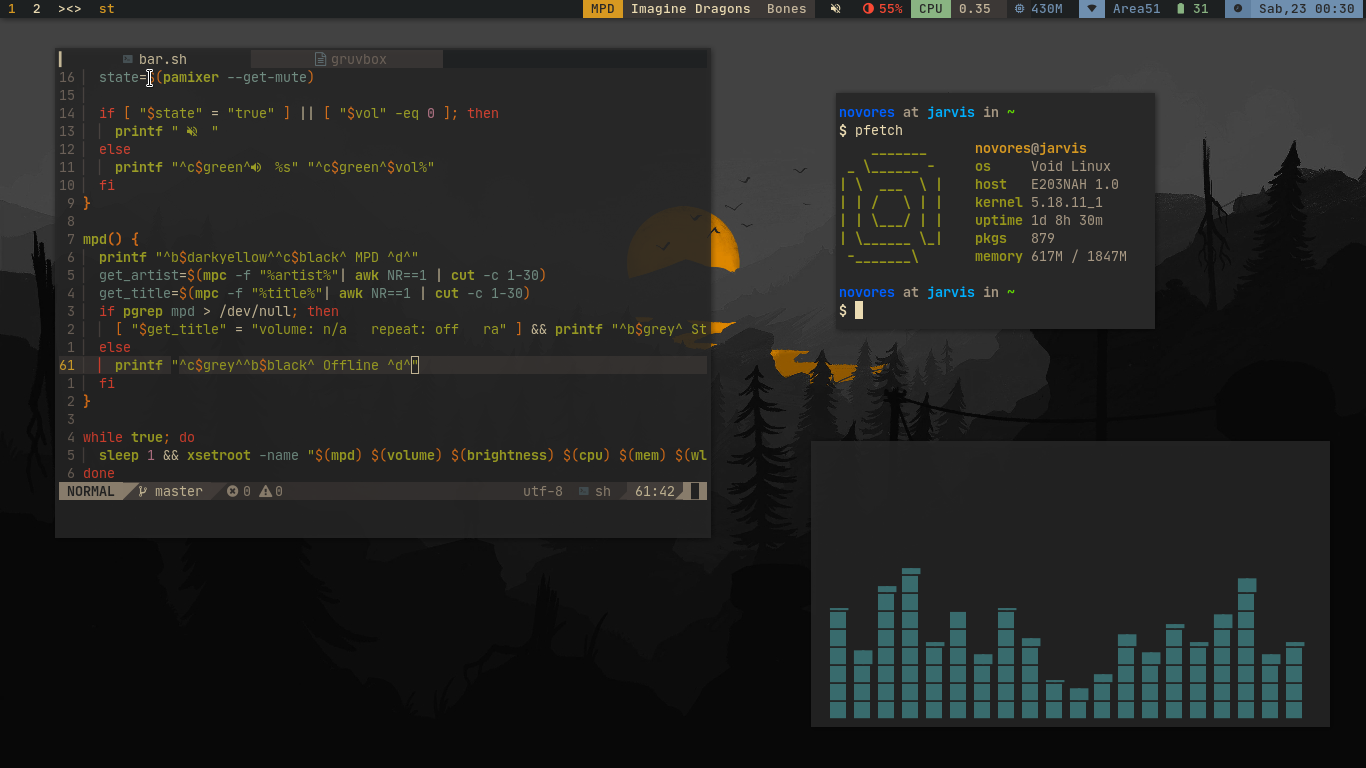 1 2 ><> st MPD Imagine Dragons Bones 55% CPU 0.35 430M Area51 31 Sab,23 00:30
bar.sh gruvbox
16 state=$(pamixer --get-mute)
15
14 if [ "$state" = "true" ] || [ "$vol" -eq 0 ]; then
13 printf " "
12 else
11 printf "^c$green^ %s" "^c$green^$vol%"
10 fi
9 }
8
7 mpd() {
6 printf "^b$darkyellow^^c$black^ MPD ^d^"
5 get_artist=$(mpc -f "%artist%"| awk NR==1 | cut -c 1-30)
4 get_title=$(mpc -f "%title%"| awk NR==1 | cut -c 1-30)
3 if pgrep mpd > /dev/null; then
2 [ "$get_title" = "volume: n/a   repeat: off   ra" ] && printf "^b$grey^ St
1 else
61 printf "^c$grey^^b$black^ Offline ^d^"
1 fi
2 }
3
4 while true; do
5 sleep 1 && xsetroot -name "$(mpd) $(volume) $(brightness) $(cpu) $(mem) $(wl
6 done
NORMAL master 0 0 utf-8 sh 61:42
novores at jarvis in ~
$ pfetch
novores@jarvis
os Void Linux
host E203NAH 1.0
kernel 5.18.11_1
uptime 1d 8h 30m
pkgs 879
memory 617M / 1847M
novores at jarvis in ~
$